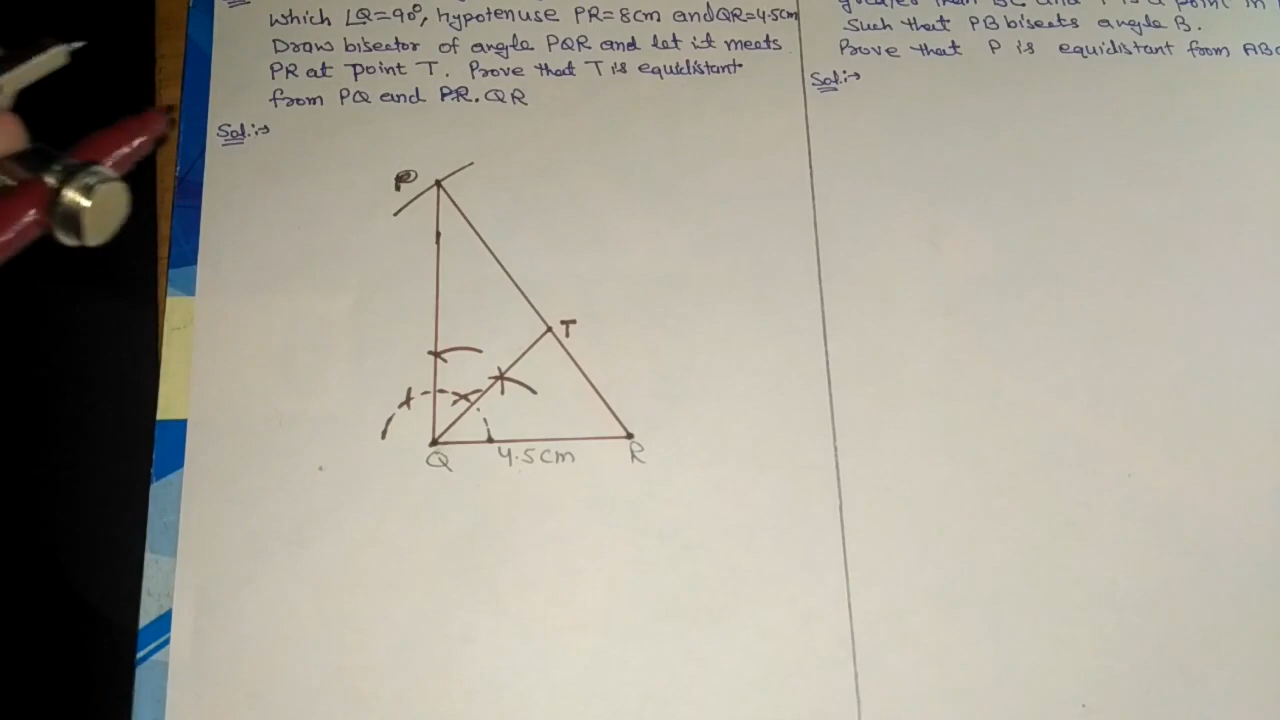 which ∠Q=90°, hypotenuse PR=8cm and QR=4.5cm
Draw bisector of angle PQR and let it meets
PR at point T. Prove that T is equidistant
from PQ and PR. QR
Sol:→
P
T
Q
4.5cm
R
Such that PB bisects angle B.
Prove that P is equidistant from AB
Sol:→